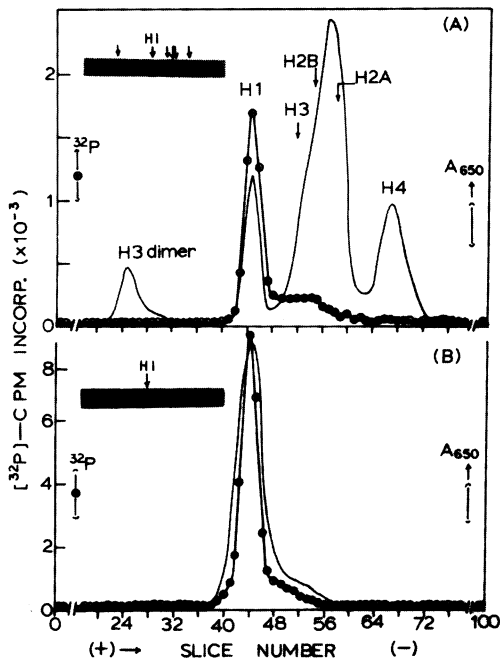 (A)
H1
2
1
0
H1
H2B
H2A
H3
H4
H3 dimer
32P
A650
[32P]—CPM INCORP. (x10-3)
(B)
H1
8
6
4
2
0
32P
A650
0 24 32 40 48 56 64 72 100
(+)→ SLICE NUMBER (-)